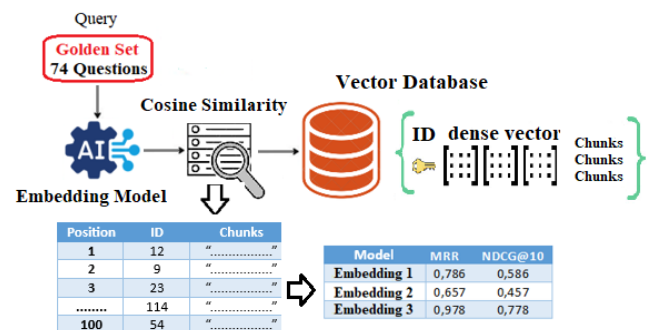 Query
Golden Set
74 Questions
Cosine Similarity
Vector Database
AI
Embedding Model
ID dense vector
Chunks
Chunks
Chunks
Position ID Chunks
1 12 "................"
2 9 "................"
3 23 "................"
........ 114 "................"
100 54 "................"
Model MRR NDCG@10
Embedding 1 0,786 0,586
Embedding 2 0,657 0,457
Embedding 3 0,978 0,778